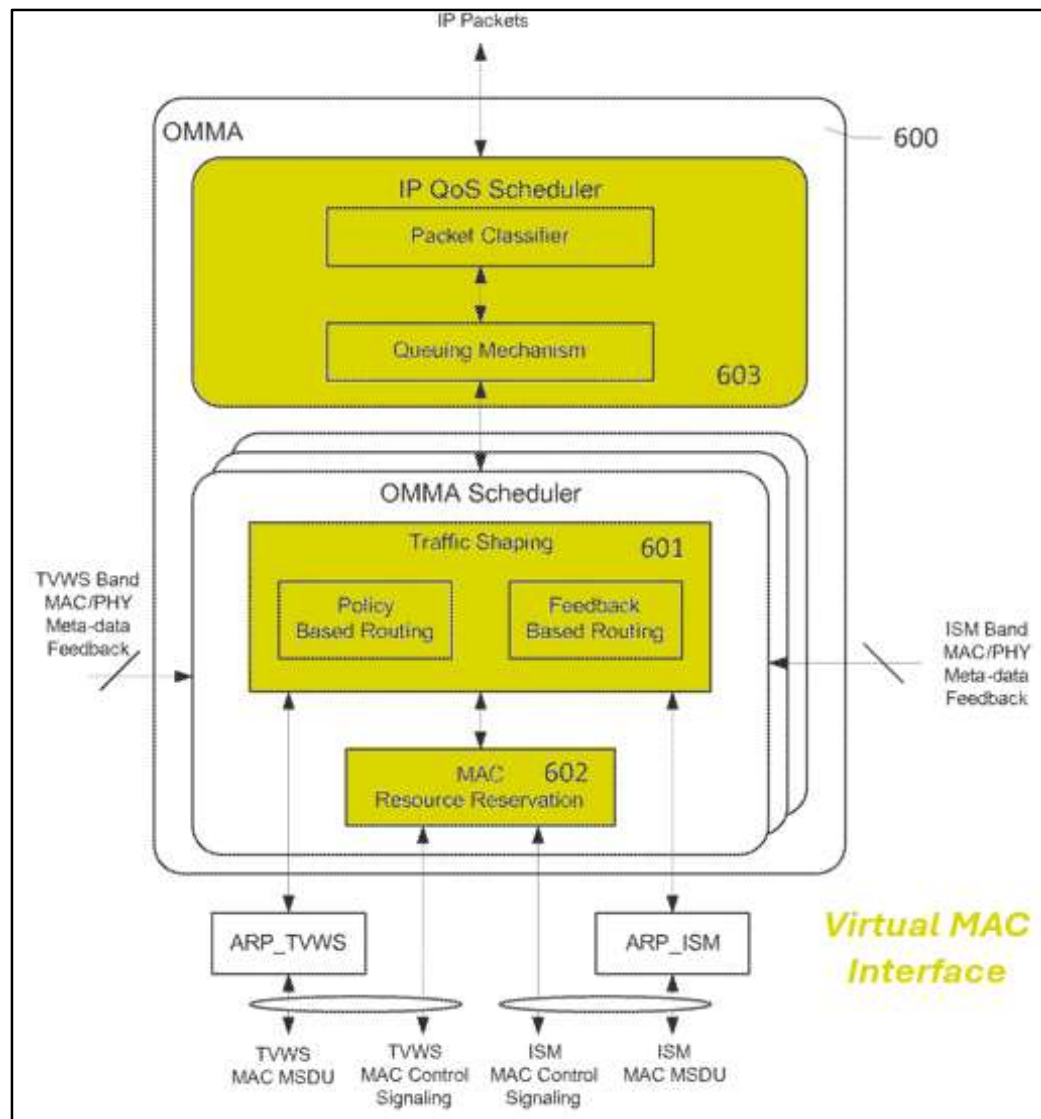 IP Packets
OMMA
600
IP QoS Scheduler
Packet Classifier
Queuing Mechanism
603
OMMA Scheduler
Traffic Shaping
601
Policy
Based Routing
Feedback
Based Routing
TVWS Band
MAC/PHY
Meta-data
Feedback
ISM Band
MAC/PHY
Meta-data
Feedback
MAC
602
Resource Reservation
ARP_TVWS
ARP_ISM
Virtual MAC
Interface
TVWS
MAC MSDU
TVWS
MAC Control
Signaling
ISM
MAC Control
Signaling
ISM
MAC MSDU